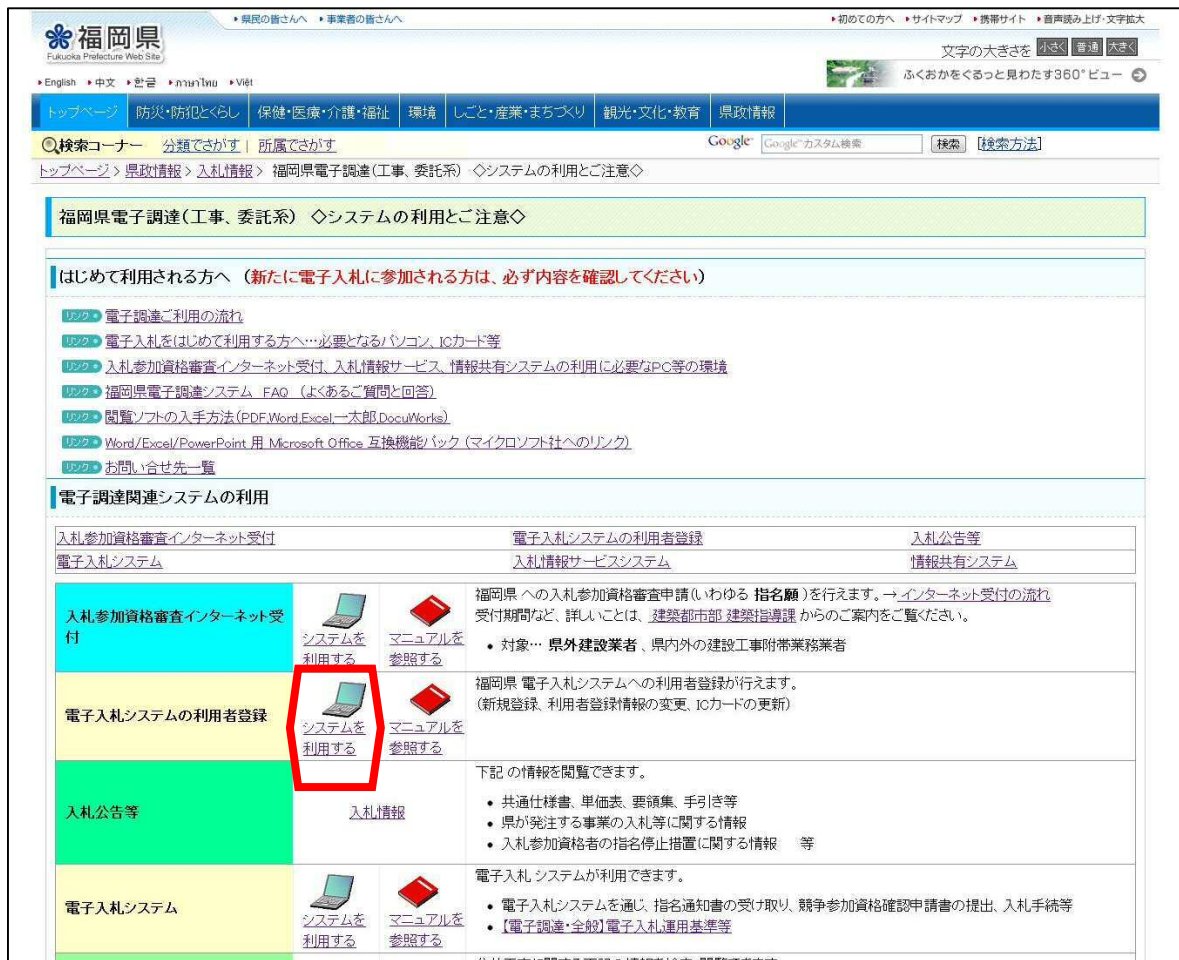 県民の皆さんへ 事業者の皆さんへ
初めての方へ サイトマップ 携帯サイト 音声読み上げ・文字拡大
福岡県
Fukuoka Prefecture Web Site
文字の大きさを 小さく 普通 大きく
English 中文 한글 ภาษาไทย Việt
ふくおかをぐるっと見わたす360°ビュー
トップページ 防災・防犯とくらし 保健・医療・介護・福祉 環境 しごと・産業・まちづくり 観光・文化・教育 県政情報
検索コーナー 分類でさがす | 所属でさがす Google Google カスタム検索 検索 [検索方法]
トップページ > 県政情報 > 入札情報 > 福岡県電子調達(工事、委託系) ◇システムの利用とご注意◇
福岡県電子調達(工事、委託系) ◇システムの利用とご注意◇
はじめて利用される方へ (新たに電子入札に参加される方は、必ず内容を確認してください)
リンク 電子調達ご利用の流れ
リンク 電子入札をはじめて利用する方へ…必要となるパソコン、ICカード等
リンク 入札参加資格審査インターネット受付、入札情報サービス、情報共有システムの利用に必要なPC等の環境
リンク 福岡県電子調達システム FAQ (よくあるご質問と回答)
リンク 閲覧ソフトの入手方法(PDF,Word,Excel,一太郎,DocuWorks)
リンク Word/Excel/PowerPoint 用 Microsoft Office 互換機能パック (マイクロソフト社へのリンク)
リンク お問い合せ先一覧
電子調達関連システムの利用
入札参加資格審査インターネット受付 電子入札システムの利用者登録 入札公告等
電子入札システム 入札情報サービスシステム 情報共有システム
入札参加資格審査インターネット受
付
システムを
利用する
マニュアルを
参照する
福岡県 への入札参加資格審査申請(いわゆる 指名願 )を行えます。→ インターネット受付の流れ
受付期間など、詳しいことは、 建築都市部 建築指導課 からのご案内をご覧ください。
• 対象… 県外建設業者 、県内外の建設工事附帯業務業者
電子入札システムの利用者登録
システムを
利用する
マニュアルを
参照する
福岡県 電子入札システムへの利用者登録が行えます。
(新規登録、利用者登録情報の変更、ICカードの更新)
入札公告等
入札情報
下記 の情報を閲覧できます。
• 共通仕様書、単価表、要領集、手引き等
• 県が発注する事業の入札等に関する情報
• 入札参加資格者の指名停止措置に関する情報 等
電子入札システム
システムを
利用する
マニュアルを
参照する
電子入札 システムが利用できます。
• 電子入札システムを通じ、指名通知書の受け取り、競争参加資格確認申請書の提出、入札手続等
• 【電子調達・全般】電子入札運用基準等